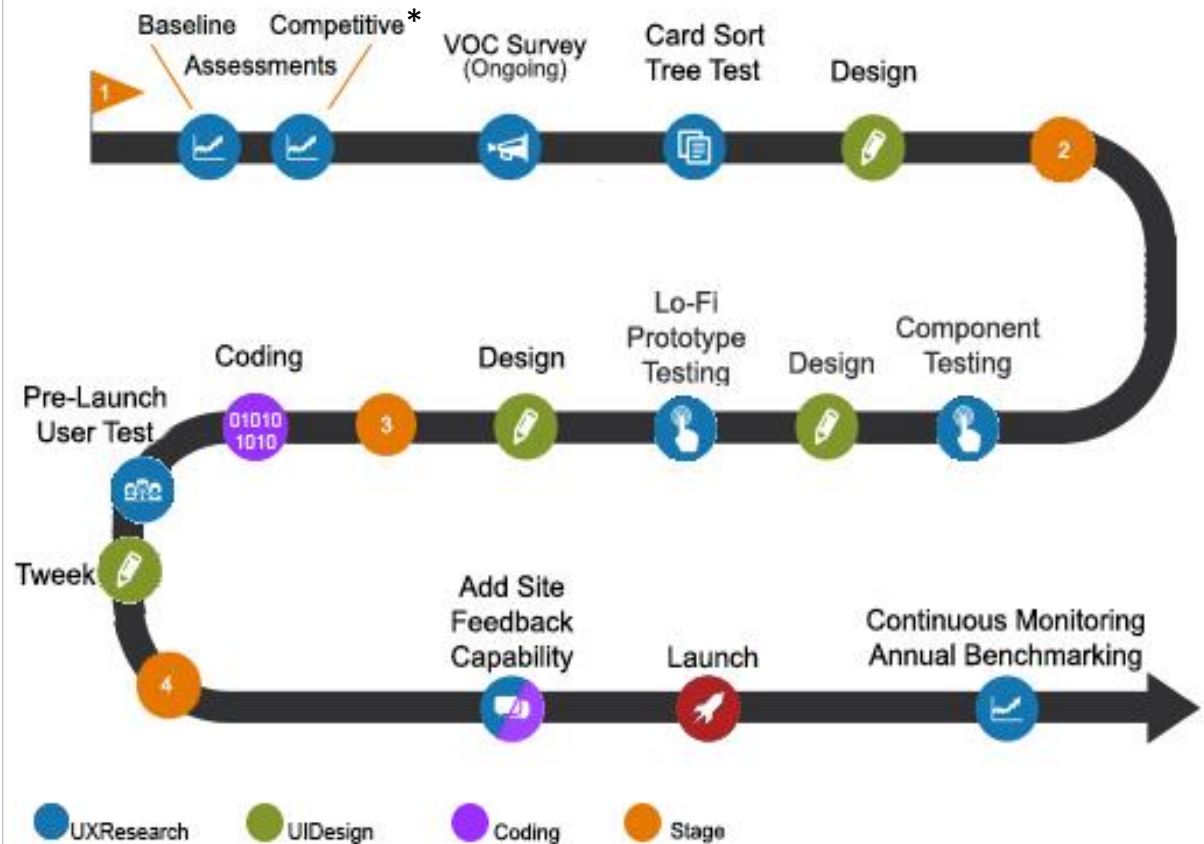 Baseline Competitive*
Assessments
VOC Survey
(Ongoing)
Card Sort
Tree Test
Design
1
2
Component
Testing
Design
Lo-Fi
Prototype
Testing
Design
3
Coding
01010
1010
Pre-Launch
User Test
Tweek
4
Add Site
Feedback
Capability
Launch
Continuous Monitoring
Annual Benchmarking
UXResearch
UIDesign
Coding
Stage